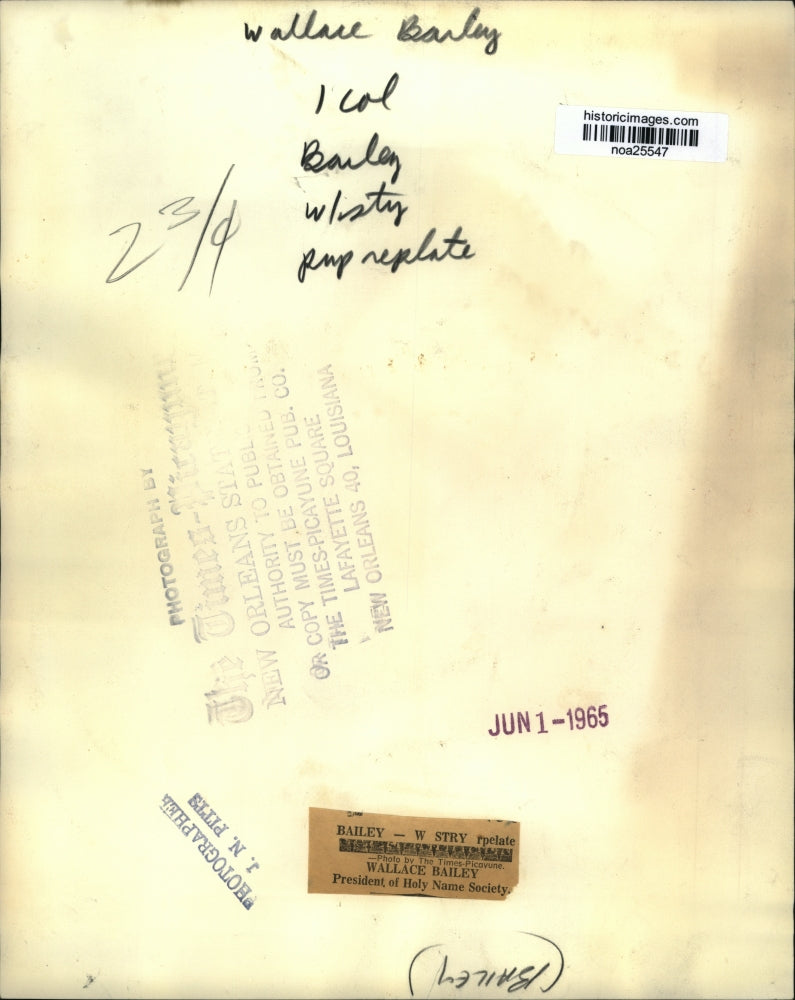 Wallace Bailey
1 col
Bailey
w/sty
pup replate
2 3/4
historicimages.com
noa25547
PHOTOGRAPH BY
The Times-Picayune
NEW ORLEANS STAT
AUTHORITY TO PUBL
OR COPY MUST BE OBTAINED FROM
THE TIMES-PICAYUNE PUB. CO.
LAFAYETTE SQUARE
NEW ORLEANS 40, LOUISIANA
JUN 1-1965
PHOTOGRAPHER
J. N. PITTS
BAILEY — W STRY rpelate
—Photo by The Times-Picayune.
WALLACE BAILEY
President of Holy Name Society.
(BAILEY)